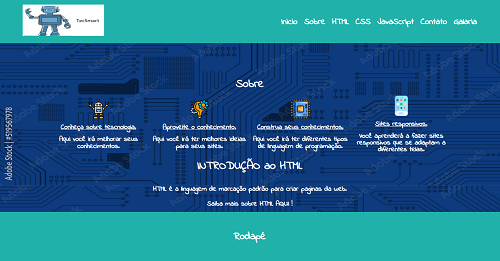 TecSmart
Inicio Sobre HTML CSS JavaScript Contato Galaria
Sobre
Conheça sobre tecnologia.
Aqui você irá melhorar seus
conhecimentos.
Aproveite o conhecimento.
Aqui você irá ter melhores ideias
para seus sites.
Construa seus conhecimentos.
Aqui você irá ter diferentes tipos
de linguagem de programação.
Sites responsivos.
Você aprenderá a fazer sites
responsivos que se adaptam a
diferentes telas.
INTRODUÇÃO ao HTML
HTML é a linguagem de marcação padrão para criar páginas da web.
Saiba mais sobre HTML AQUI !
Rodapé
Adobe Stock | #519561978